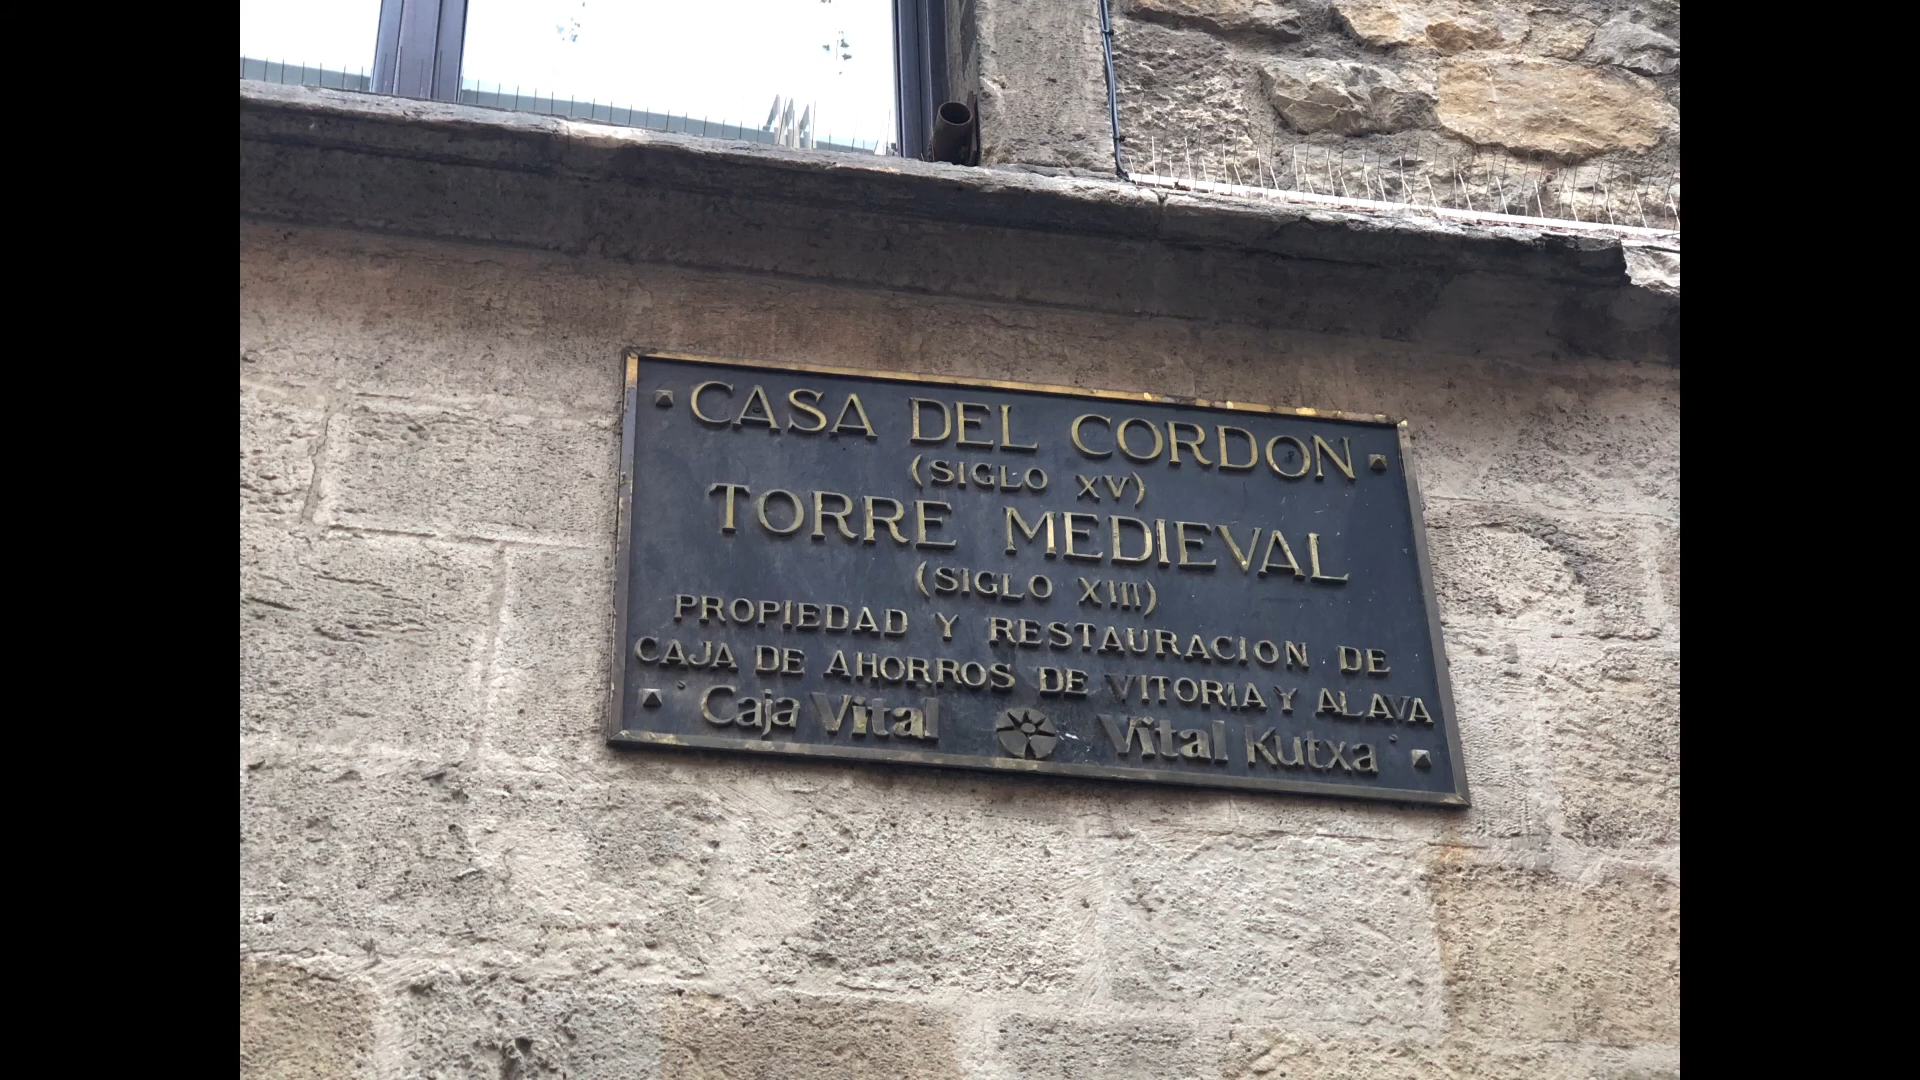 CASA DEL CORDON
(SIGLO XV)
TORRE MEDIEVAL
(SIGLO XIII)
PROPIEDAD Y RESTAURACION DE
CAJA DE AHORROS DE VITORIA Y ALAVA
Caja Vital Vital Kutxa